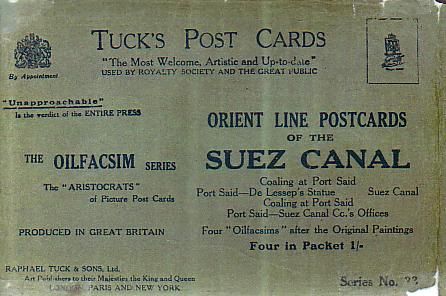 TUCK'S POST CARDS
"The Most Welcome, Artistic and Up-to-date"
USED BY ROYALTY SOCIETY AND THE GREAT PUBLIC
By Appointment
"Unapproachable"
Is the verdict of the ENTIRE PRESS
THE OILFACSIM SERIES
The "ARISTOCRATS"
of Picture Post Cards
PRODUCED IN GREAT BRITAIN
ORIENT LINE POSTCARDS
OF THE
SUEZ CANAL
Coaling at Port Said
Port Said—De Lessep's Statue Suez Canal
Coaling at Port Said
Port Said—Suez Canal Co.'s Offices
Four "Oilfacsims" after the Original Paintings
Four in Packet 1/-
RAPHAEL TUCK & SONS, Ltd.
Art Publishers to their Majesties the King and Queen
LONDON, PARIS AND NEW YORK
Series No.